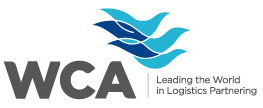 WCA
Leading the World
in Logistics Partnering